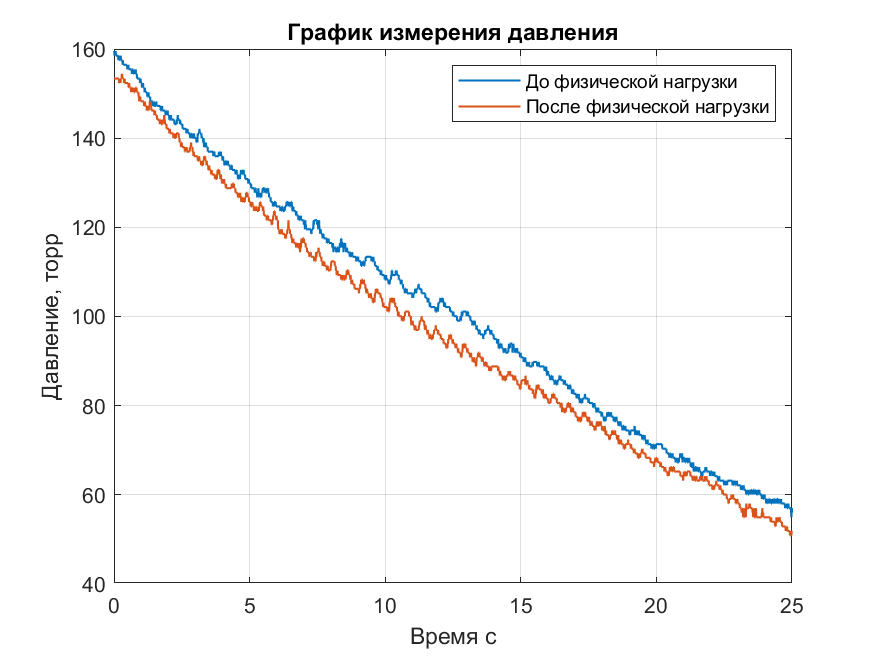 График измерения давления
До физической нагрузки
После физической нагрузки
Давление, торр
160
140
120
100
80
60
40
0 5 10 15 20 25
Время с